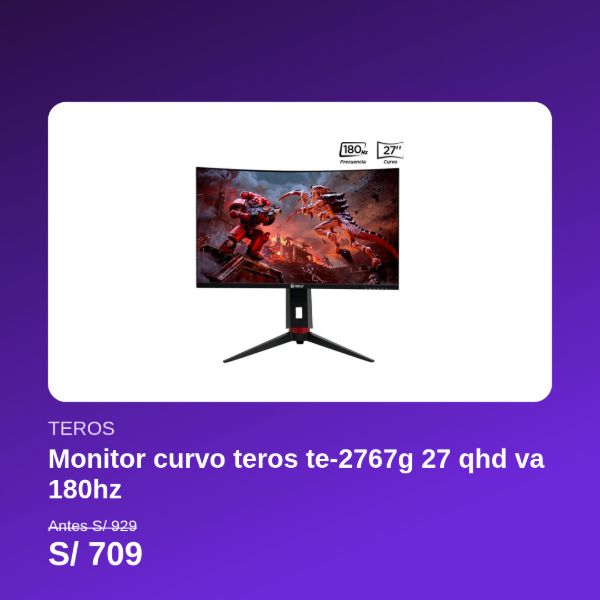 180Hz 27''
Frecuencia Curvo
TEROS
Monitor curvo teros te-2767g 27 qhd va
180hz
Antes S/ 929
S/ 709